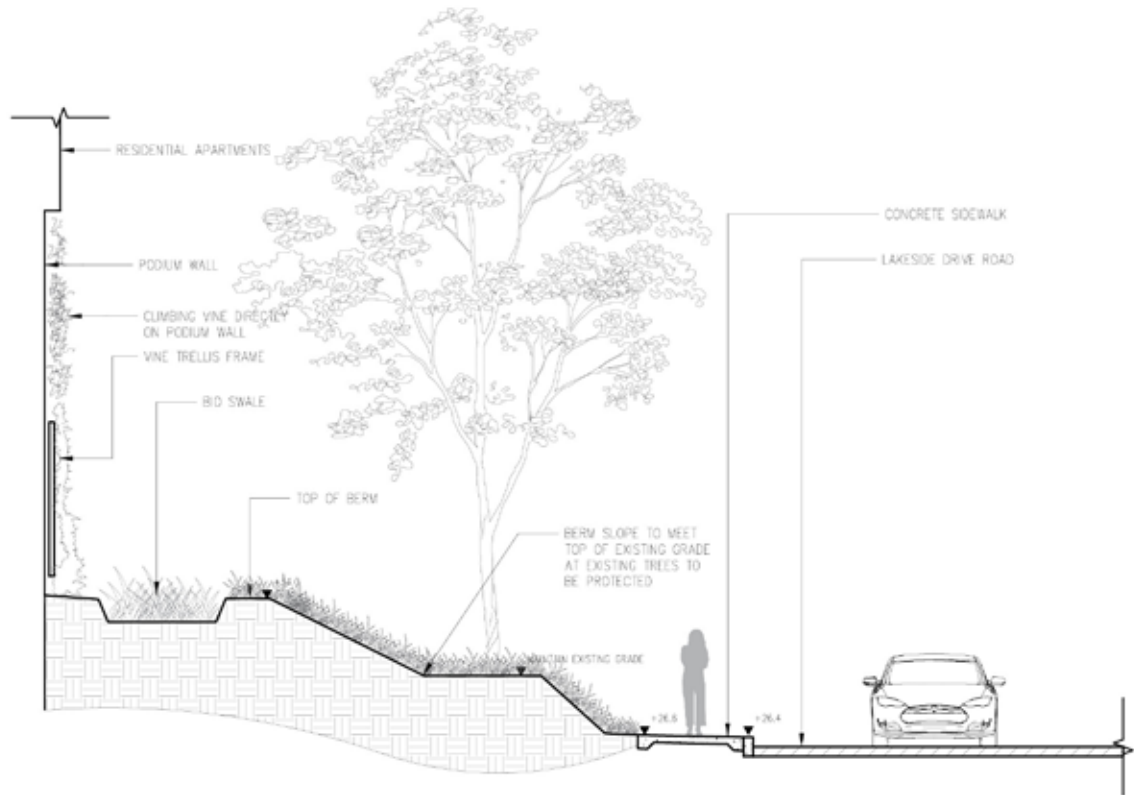 RESIDENTIAL APARTMENTS
CONCRETE SIDEWALK
PODIUM WALL
LAKESIDE DRIVE ROAD
CLIMBING VINE DIRECTLY
ON PODIUM WALL
VINE TRELLIS FRAME
BIO SWALE
TOP OF BERM
BERM SLOPE TO MEET
TOP OF EXISTING GRADE
AT EXISTING TREES TO
BE PROTECTED
MAINTAIN EXISTING GRADE
+26.6
+26.4